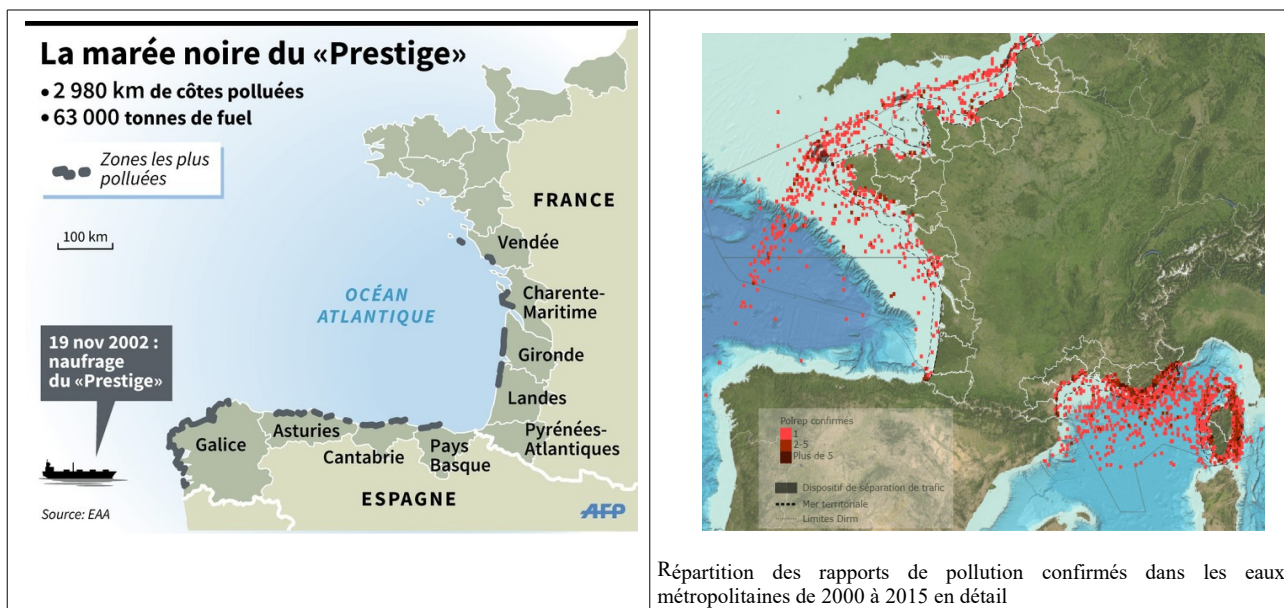 La marée noire du «Prestige»
• 2 980 km de côtes polluées
• 63 000 tonnes de fuel
Zones les plus
polluées
100 km
FRANCE
Vendée
OCÉAN
ATLANTIQUE
Charente-
Maritime
19 nov 2002 :
naufrage
du «Prestige»
Gironde
Landes
Galice
Asturies
Cantabrie
Pays
Basque
Pyrénées-
Atlantiques
ESPAGNE
Source: EAA
AFP
Polrep confirmés
1
2-5
Plus de 5
Dispositif de séparation de trafic
Mer territoriale
Limites Dirm
Répartition des rapports de pollution confirmés dans les eaux
métropolitaines de 2000 à 2015 en détail